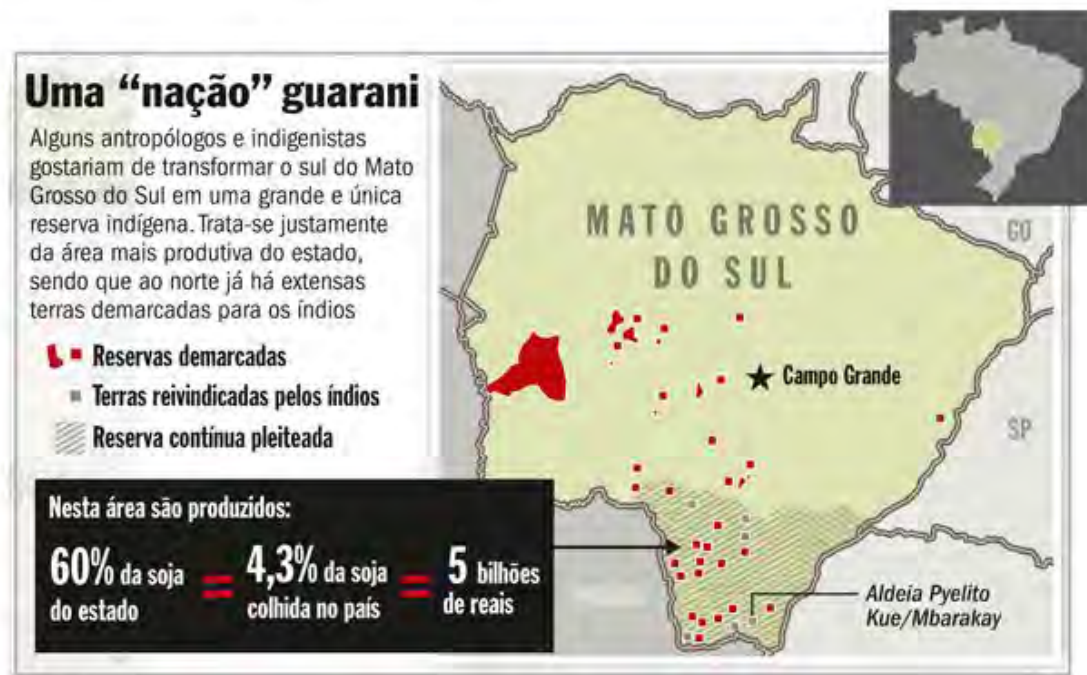 Uma “nação” guarani
Alguns antropólogos e indigenistas
gostariam de transformar o sul do Mato
Grosso do Sul em uma grande e única
reserva indígena. Trata-se justamente
da área mais produtiva do estado,
sendo que ao norte já há extensas
terras demarcadas para os índios
Reservas demarcadas
Terras reivindicadas pelos índios
Reserva contínua pleiteada
Nesta área são produzidos:
60% da soja
do estado
=
4,3% da soja
colhida no país
=
5 bilhões
de reais
MATO GROSSO
DO SUL
Campo Grande
GO
SP
Aldeia Pyelito
Kue/Mbarakay